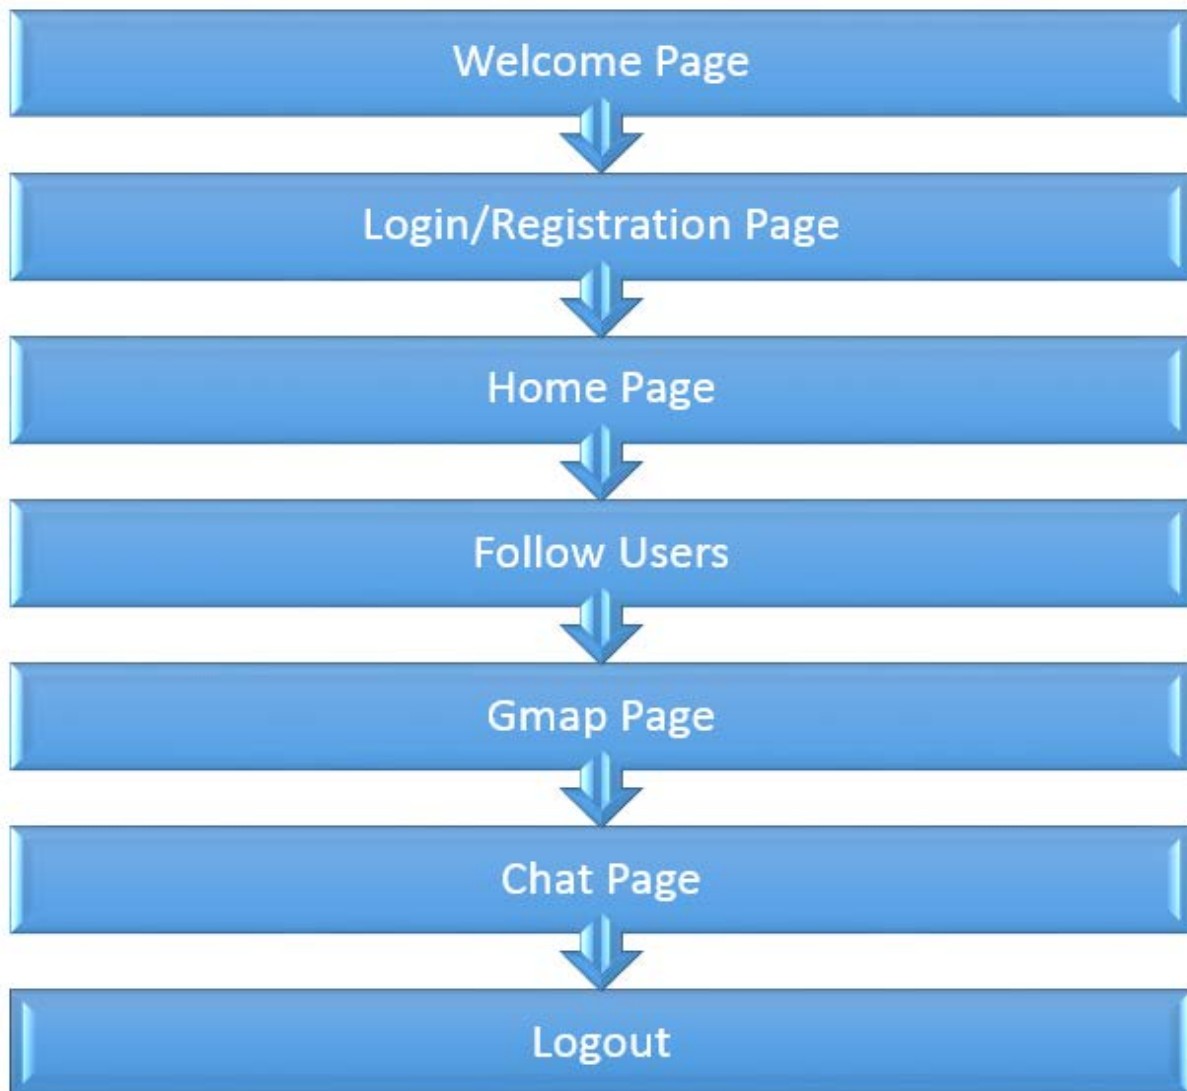 Welcome Page
Login/Registration Page
Home Page
Follow Users
Gmap Page
Chat Page
Logout